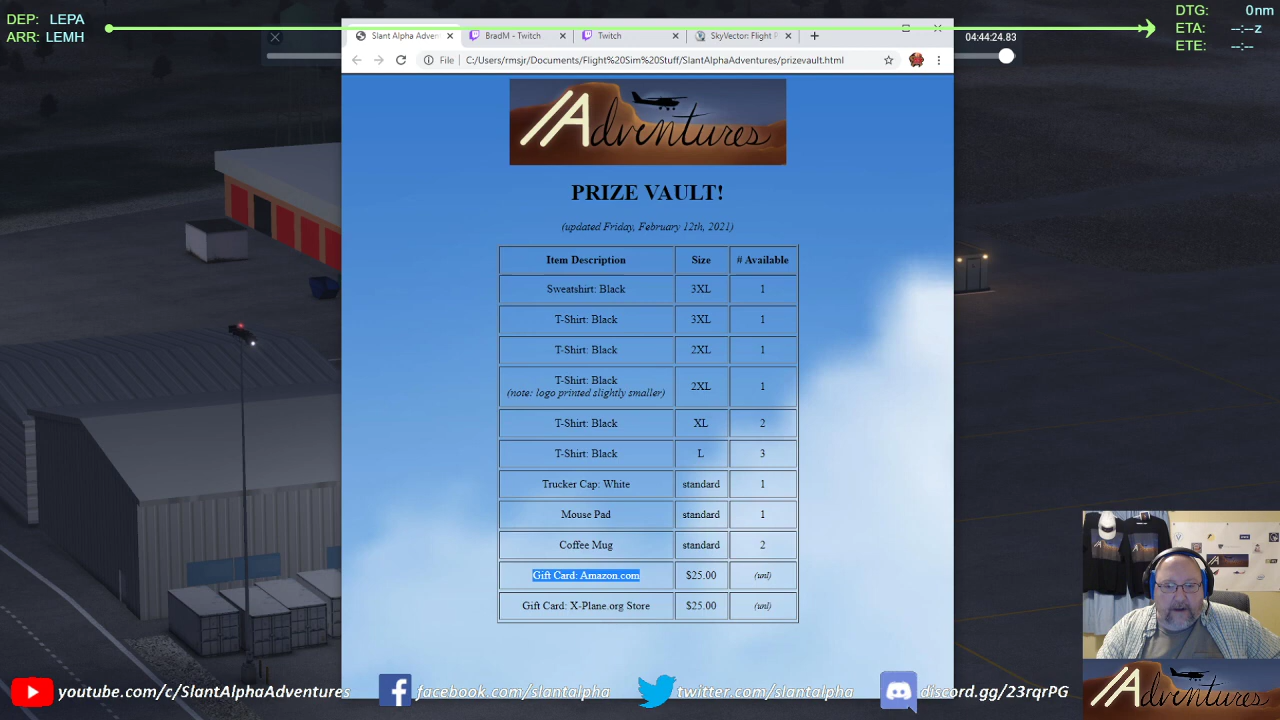 DEP: LEPA
ARR: LEMH
DTG: 0nm
ETA: --:--z
ETE: --:--
04:44:24.83
Slant Alpha Adven
BradM - Twitch
Twitch
SkyVector: Flight P
File
C:/Users/rmsjr/Documents/Flight%20Sim%20Stuff/SlantAlphaAdventures/prizevault.html
//Adventures
PRIZE VAULT!
(updated Friday, February 12th, 2021)
Item Description Size # Available
Sweatshirt: Black 3XL 1
T-Shirt: Black 3XL 1
T-Shirt: Black 2XL 1
T-Shirt: Black
(note: logo printed slightly smaller) 2XL 1
T-Shirt: Black XL 2
T-Shirt: Black L 3
Trucker Cap: White standard 1
Mouse Pad standard 1
Coffee Mug standard 2
Gift Card: Amazon.com $25.00 (unl)
Gift Card: X-Plane.org Store $25.00 (unl)
youtube.com/c/SlantAlphaAdventures
facebook.com/slantalpha
twitter.com/slantalpha
discord.gg/23rqrPG
//Adventures